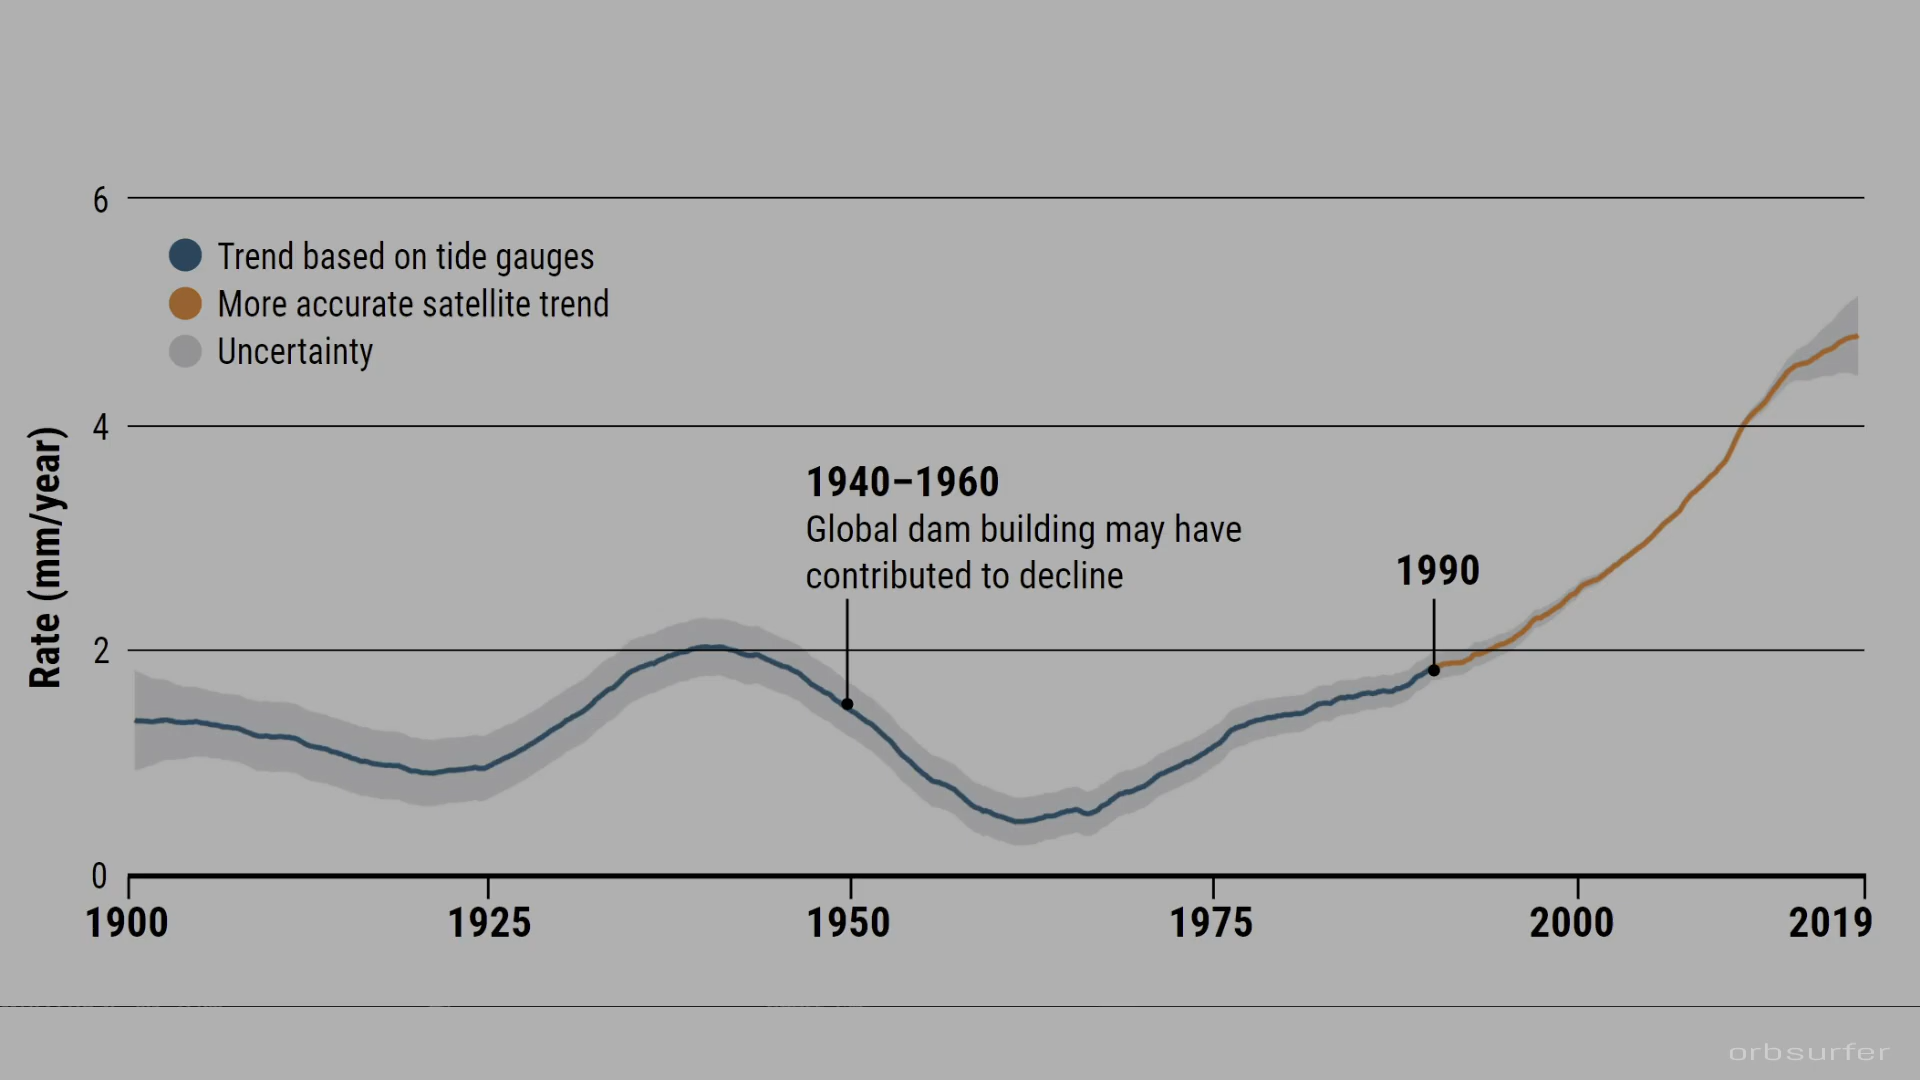 6
Trend based on tide gauges
More accurate satellite trend
Uncertainty
4
Rate (mm/year)
1940–1960
Global dam building may have
contributed to decline
1990
2
0
1900 1925 1950 1975 2000 2019
orbsurfer